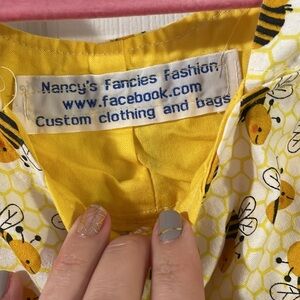 Nancy's fancies fashion
www.facebook.com
Custom clothing and bags